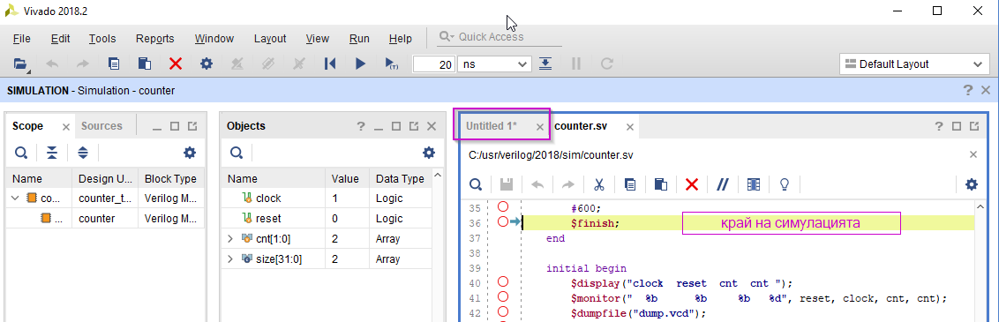 Vivado 2018.2
File Edit Tools Reports Window Layout View Run Help Quick Access
(T) 20 ns Default Layout
SIMULATION - Simulation - counter
Scope Sources Objects Untitled 1* counter.sv
C:/usr/verilog/2018/sim/counter.sv
Name Design U... Block Type Name Value Data Type
co... counter_t... Verilog M... clock 1 Logic
... counter Verilog M... reset 0 Logic
cnt[1:0] 2 Array
size[31:0] 2 Array
35 #600;
36 $finish; край на симулацията
37 end
38
39 initial begin
40 $display("clock  reset  cnt  cnt ");
41 $monitor("  %b      %b     %b   %d", reset, clock, cnt, cnt);
42 $dumpfile("dump.vcd");